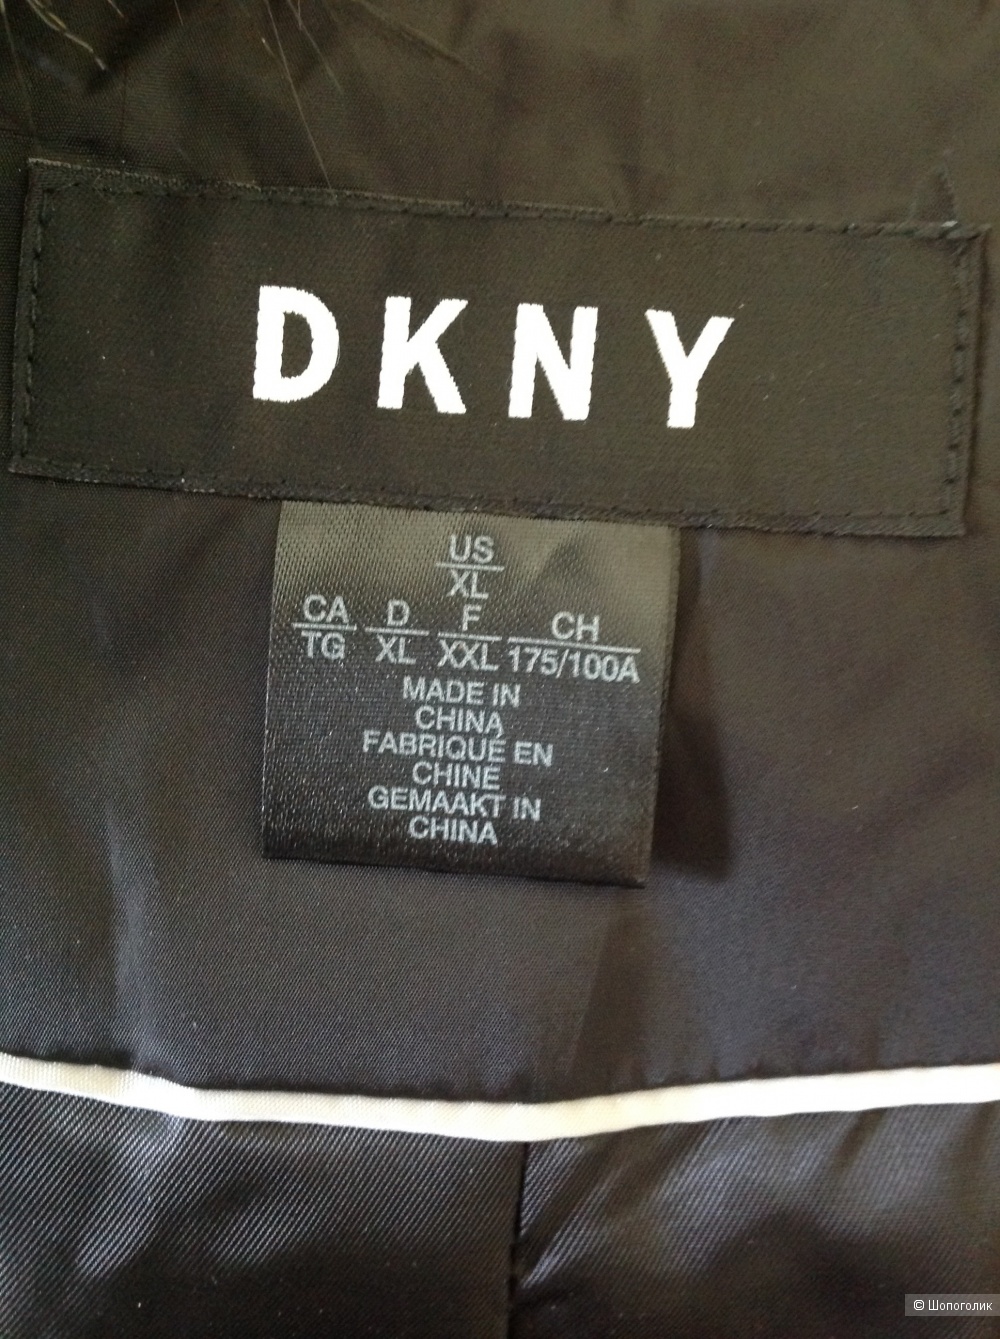 DKNY
US
XL
CA D F CH
TG XL XXL 175/100A
MADE IN
CHINA
FABRIQUÉ EN
CHINE
GEMAAKT IN
CHINA
© Шопоголик